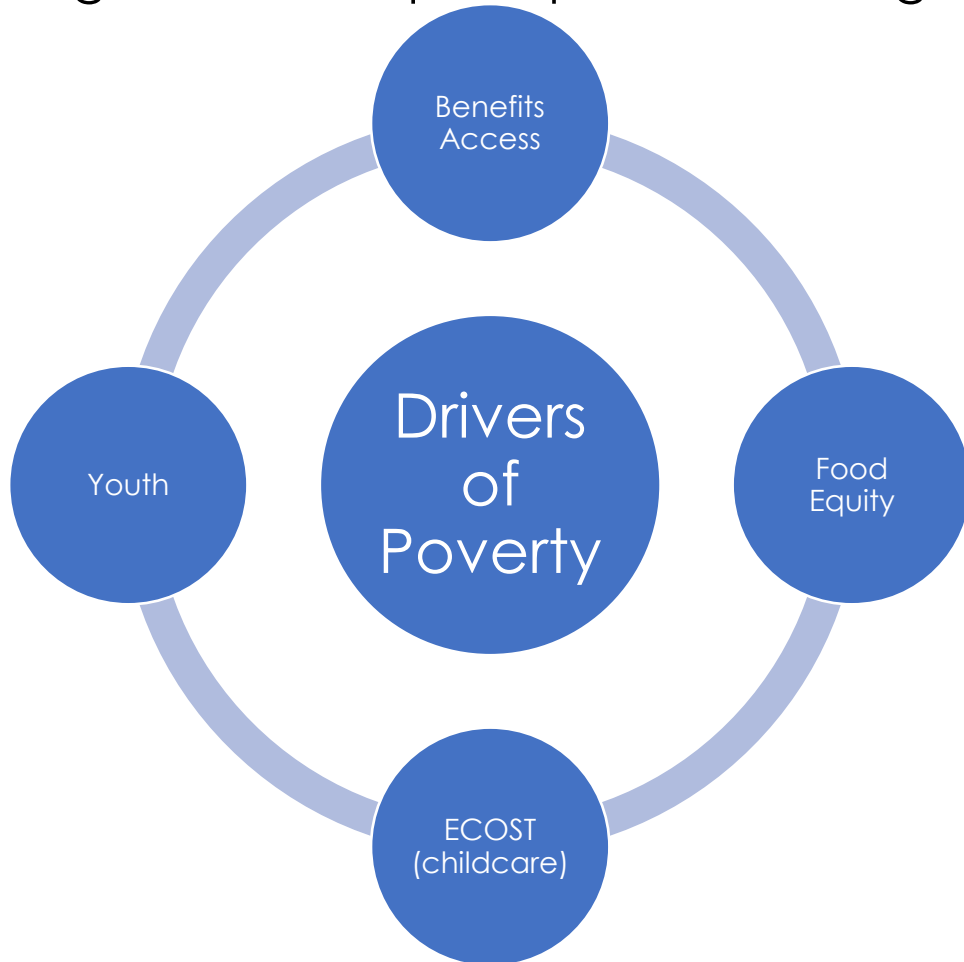 Benefits
Access
Youth
Drivers
of
Poverty
Food
Equity
ECOST
(childcare)